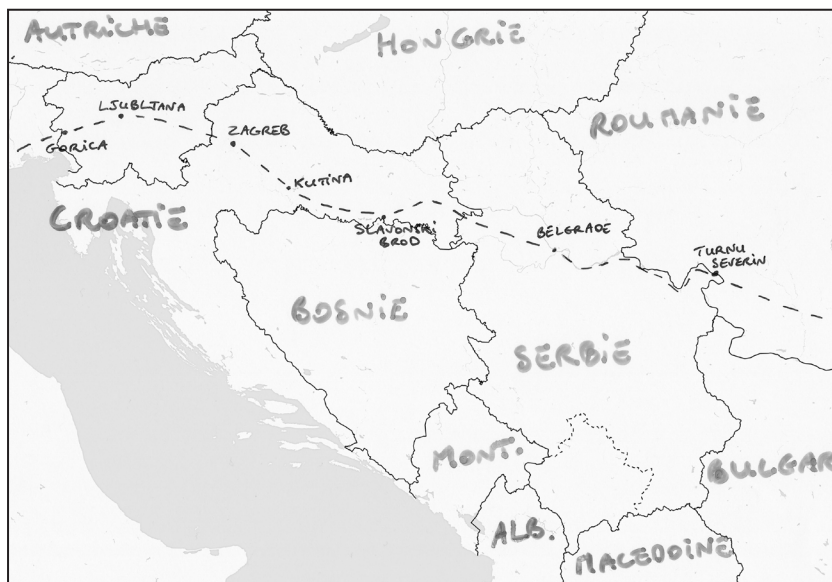 AUTRICHE
HONGRIE
ROUMANIE
LJUBLJANA
GORICA
ZAGREB
KUTINA
CROATIE
SLAVONSKI
BROD
BELGRADE
TURNU
SEVERIN
BOSNIE
SERBIE
MONT.
BULGAR
ALB.
MACEDOINE